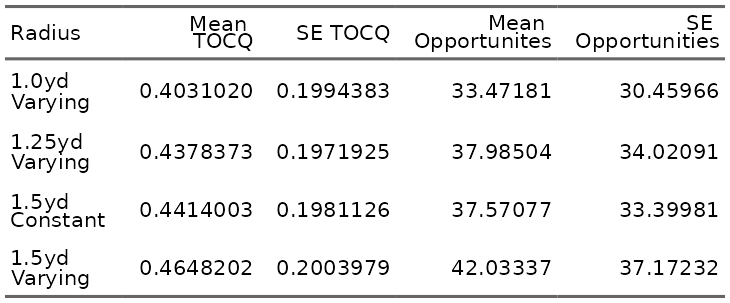 Radius Mean TOCQ SE TOCQ Mean Opportunites SE Opportunities
1.0yd Varying 0.4031020 0.1994383 33.47181 30.45966
1.25yd Varying 0.4378373 0.1971925 37.98504 34.02091
1.5yd Constant 0.4414003 0.1981126 37.57077 33.39981
1.5yd Varying 0.4648202 0.2003979 42.03337 37.17232